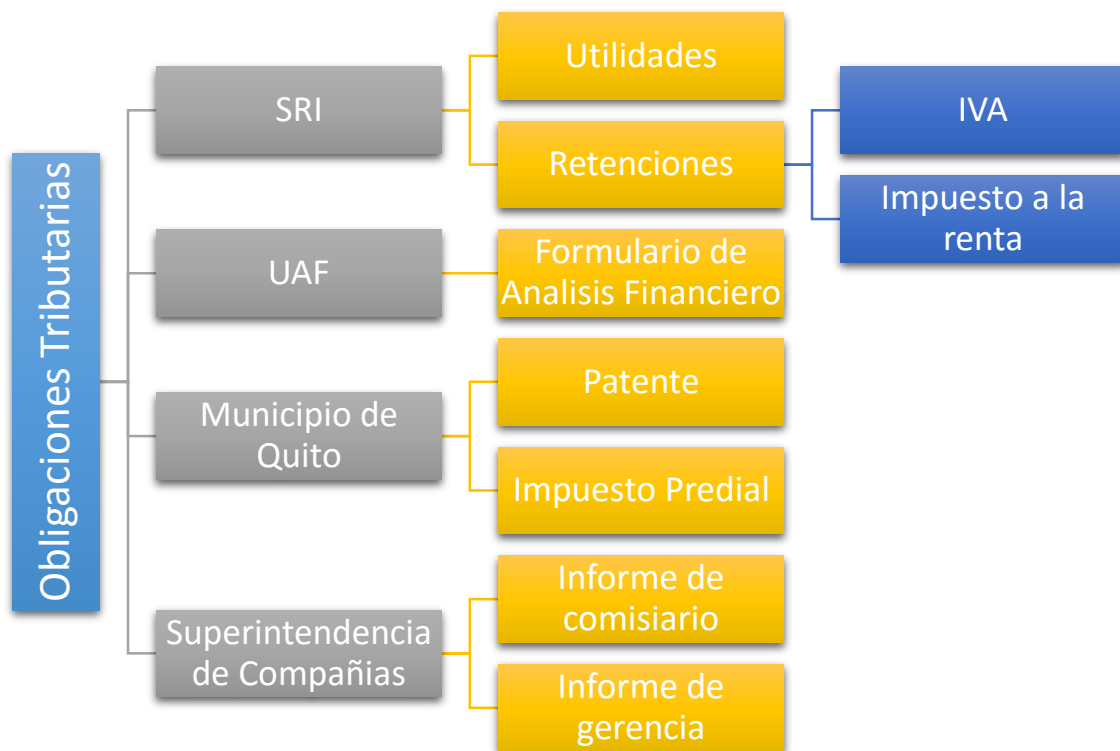 Obligaciones Tributarias
SRI
Utilidades
Retenciones
IVA
Impuesto a la
renta
UAF
Formulario de
Analisis Financiero
Municipio de
Quito
Patente
Impuesto Predial
Superintendencia
de Compañias
Informe de
comisiario
Informe de
gerencia